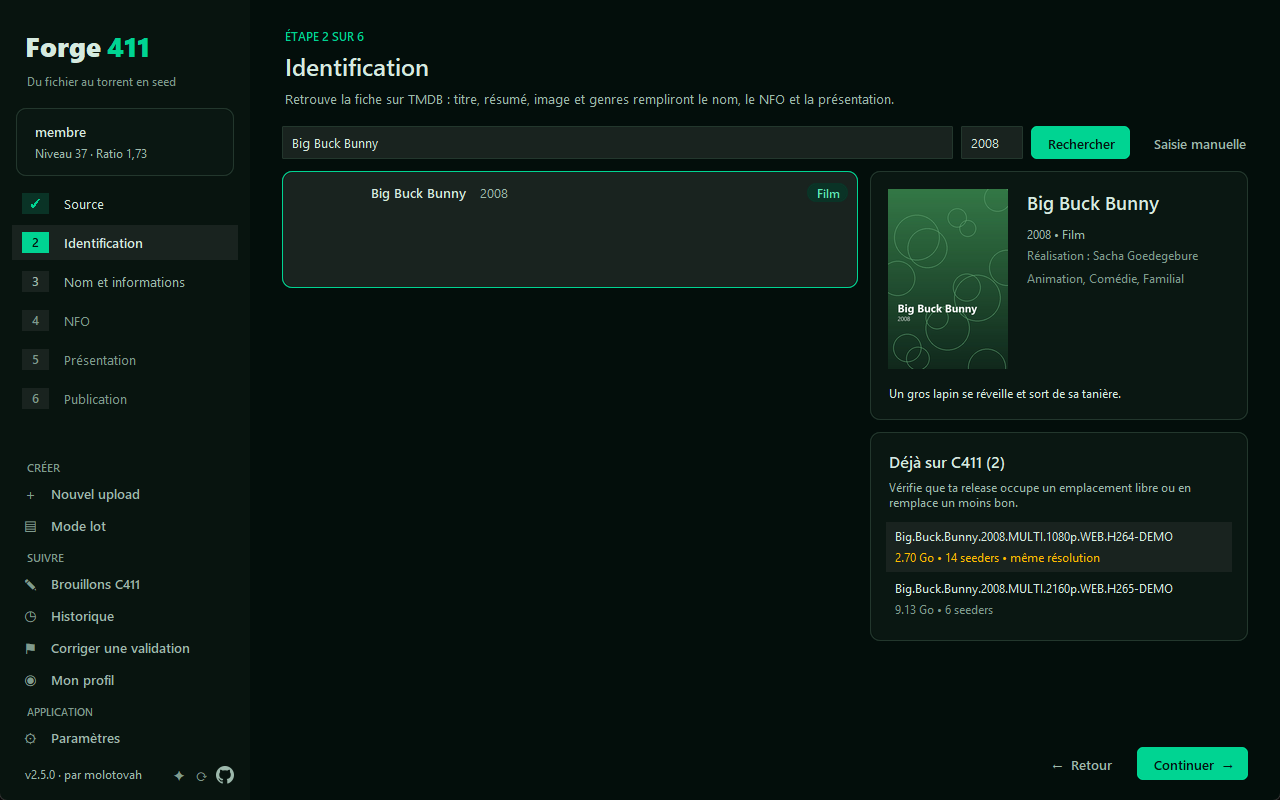 Forge 411
Du fichier au torrent en seed
membre
Niveau 37 · Ratio 1,73
✓ Source
2 Identification
3 Nom et informations
4 NFO
5 Présentation
6 Publication
CRÉER
+ Nouvel upload
Mode lot
SUIVRE
Brouillons C411
Historique
Corriger une validation
Mon profil
APPLICATION
Paramètres
v2.5.0 · par molotovah
ÉTAPE 2 SUR 6
Identification
Retrouve la fiche sur TMDB : titre, résumé, image et genres rempliront le nom, le NFO et la présentation.
Big Buck Bunny 2008 Rechercher Saisie manuelle
Big Buck Bunny 2008 Film
Big Buck Bunny
2008
Big Buck Bunny
2008 • Film
Réalisation : Sacha Goedegebure
Animation, Comédie, Familial
Un gros lapin se réveille et sort de sa tanière.
Déjà sur C411 (2)
Vérifie que ta release occupe un emplacement libre ou en
remplace un moins bon.
Big.Buck.Bunny.2008.MULTI.1080p.WEB.H264-DEMO
2.70 Go • 14 seeders • même résolution
Big.Buck.Bunny.2008.MULTI.2160p.WEB.H265-DEMO
9.13 Go • 6 seeders
← Retour Continuer →